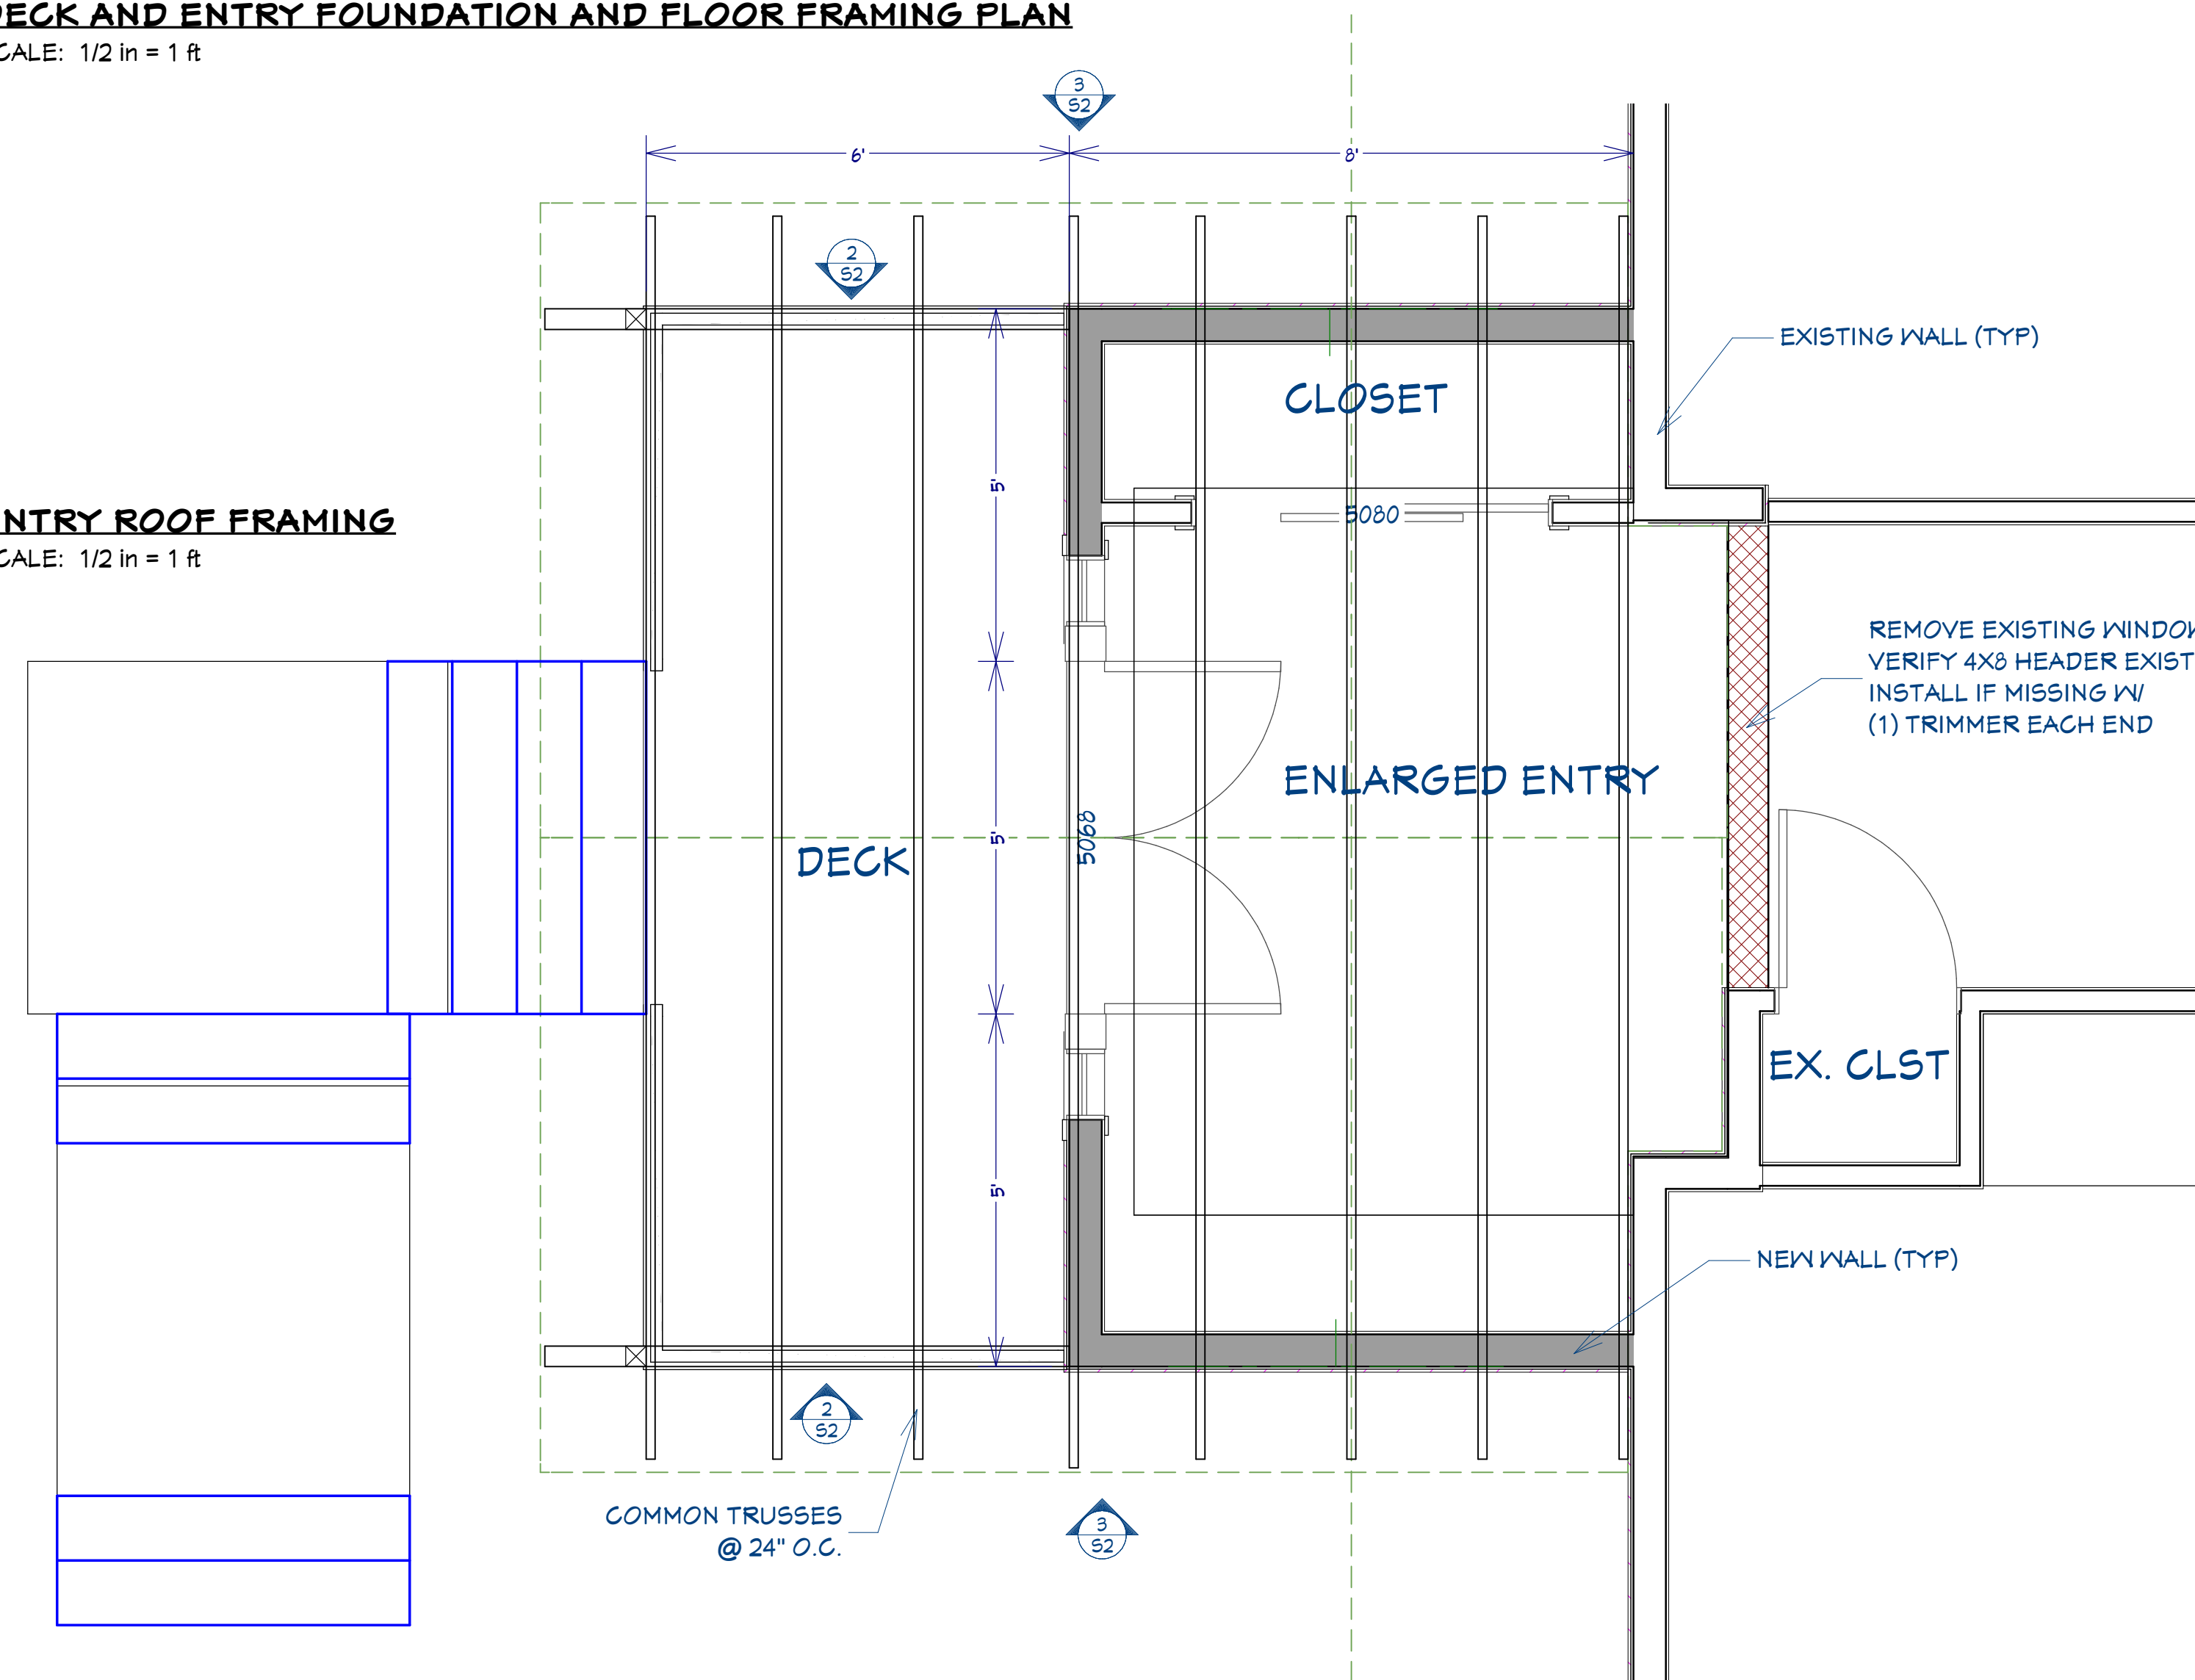 DECK AND ENTRY FOUNDATION AND FLOOR FRAMING PLAN
CALE: 1/2 in = 1 ft
3
S2
6'
8'
2
S2
EXISTING WALL (TYP)
CLOSET
5'
5080
NTRY ROOF FRAMING
CALE: 1/2 in = 1 ft
REMOVE EXISTING WINDOW
VERIFY 4X8 HEADER EXIST
INSTALL IF MISSING W/
(1) TRIMMER EACH END
ENLARGED ENTRY
5'
5068
DECK
EX. CLST
5'
NEW WALL (TYP)
2
S2
COMMON TRUSSES
@ 24" O.C.
3
S2